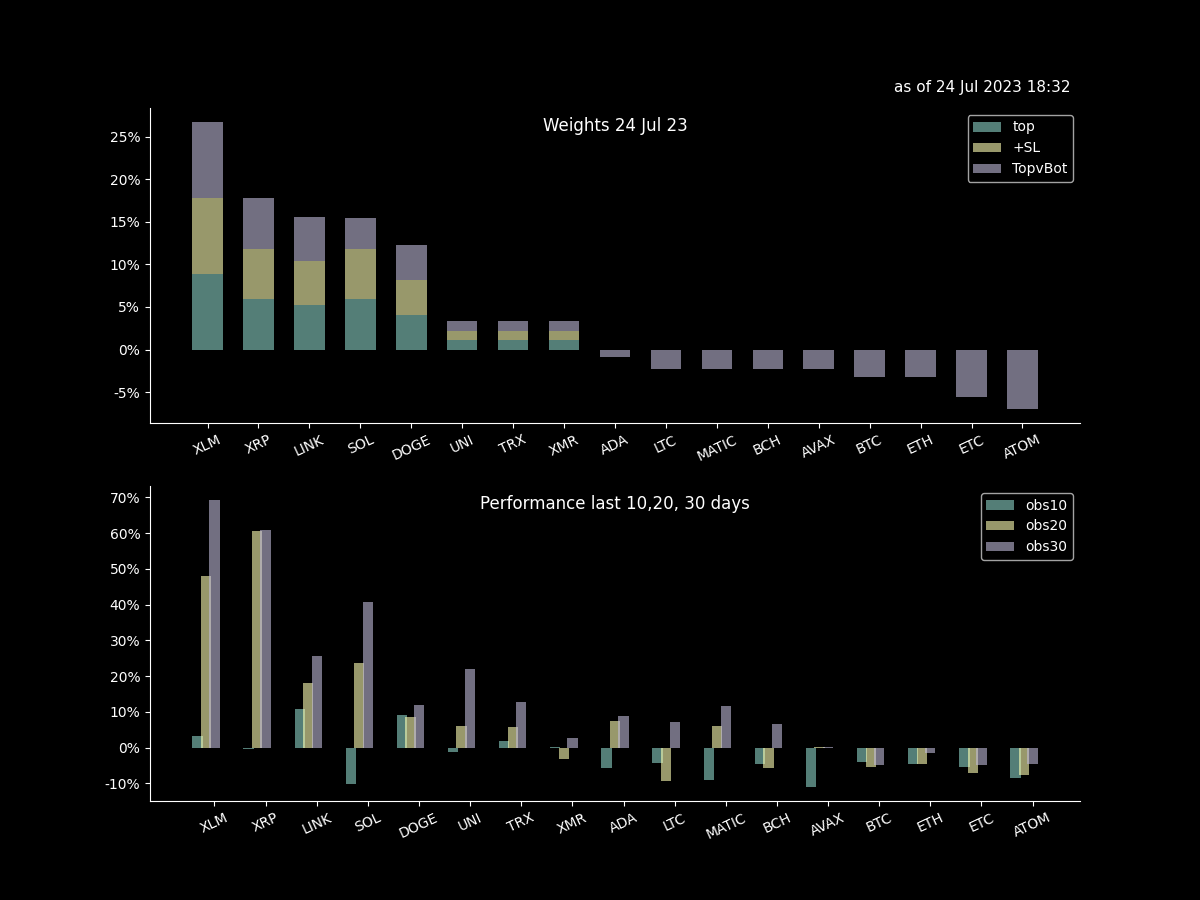 as of 24 Jul 2023 18:32
Weights 24 Jul 23
top
+SL
TopvBot
25%
20%
15%
10%
5%
0%
-5%
XLM XRP LINK SOL DOGE UNI TRX XMR ADA LTC MATIC BCH AVAX BTC ETH ETC ATOM
Performance last 10,20, 30 days
obs10
obs20
obs30
70%
60%
50%
40%
30%
20%
10%
0%
-10%
XLM XRP LINK SOL DOGE UNI TRX XMR ADA LTC MATIC BCH AVAX BTC ETH ETC ATOM